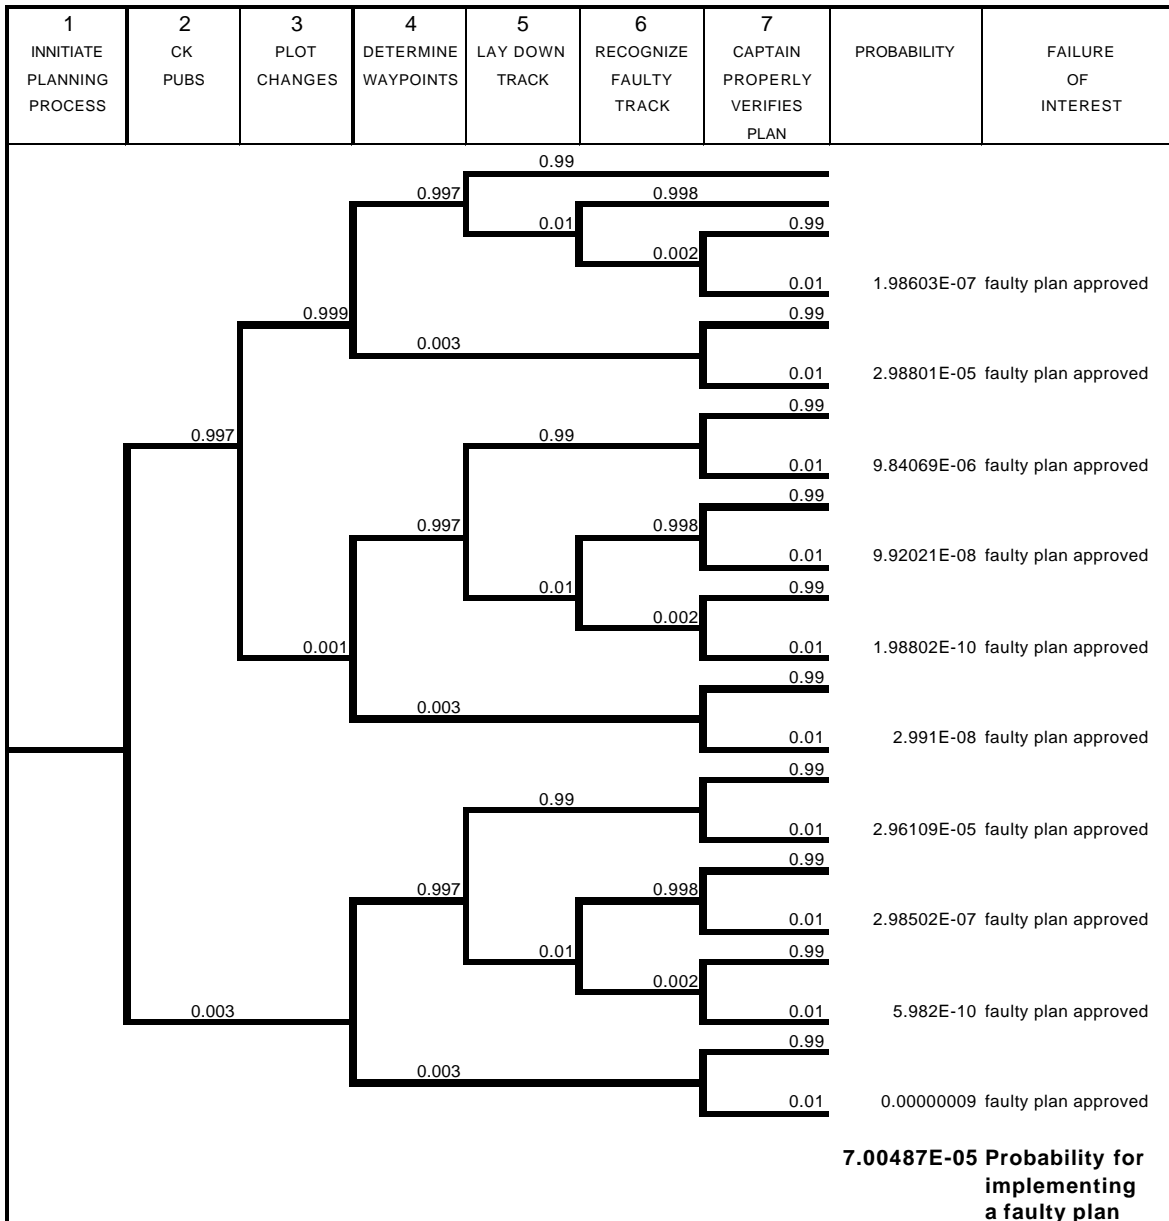 1 2 3 4 5 6 7
INNITIATE CK PLOT DETERMINE LAY DOWN RECOGNIZE CAPTAIN PROBABILITY FAILURE
PLANNING PUBS CHANGES WAYPOINTS TRACK FAULTY PROPERLY OF
PROCESS TRACK VERIFIES INTEREST
PLAN
0.99
0.997 0.998
0.01 0.99
0.002
0.01 1.98603E-07 faulty plan approved
0.999 0.99
0.003
0.01 2.98801E-05 faulty plan approved
0.99
0.997 0.99
0.01 9.84069E-06 faulty plan approved
0.99
0.997 0.998
0.01 9.92021E-08 faulty plan approved
0.01 0.99
0.002
0.001 0.01 1.98802E-10 faulty plan approved
0.99
0.003
0.01 2.991E-08 faulty plan approved
0.99
0.99
0.01 2.96109E-05 faulty plan approved
0.99
0.997 0.998
0.01 2.98502E-07 faulty plan approved
0.01 0.99
0.002
0.003 0.01 5.982E-10 faulty plan approved
0.99
0.003
0.01 0.00000009 faulty plan approved
7.00487E-05 Probability for
implementing
a faulty plan